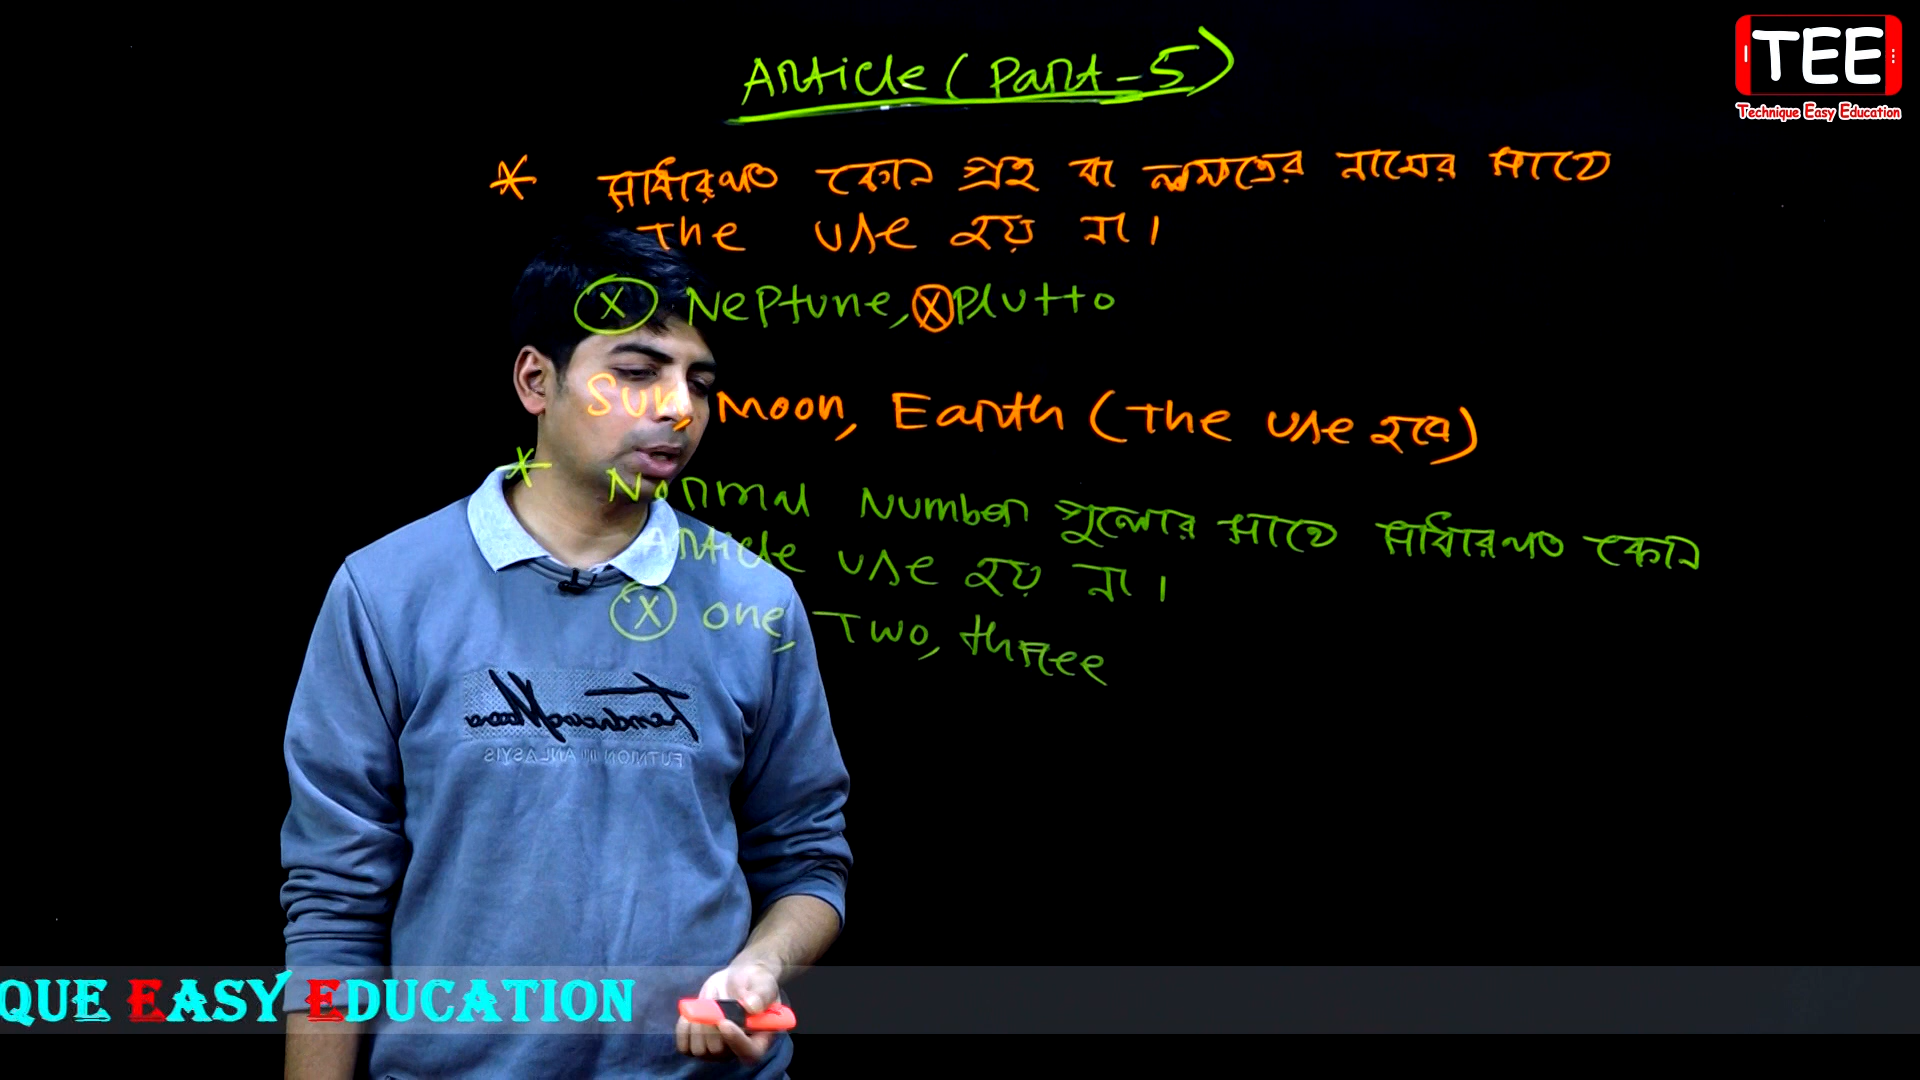 TEE
Technique Easy Education
Article (Part-5)
* সাধারণত কোন গ্রহ বা নক্ষত্রের নামের সাথে
The use হয় না।
(X) Neptune, (X) Plutto
Sun, Moon, Earth (The use হবে)
* Normal Number গুলোর সাথে সাধারণত কোন
Article use হয় না।
(X) one, Two, three
QUE EASY EDUCATION